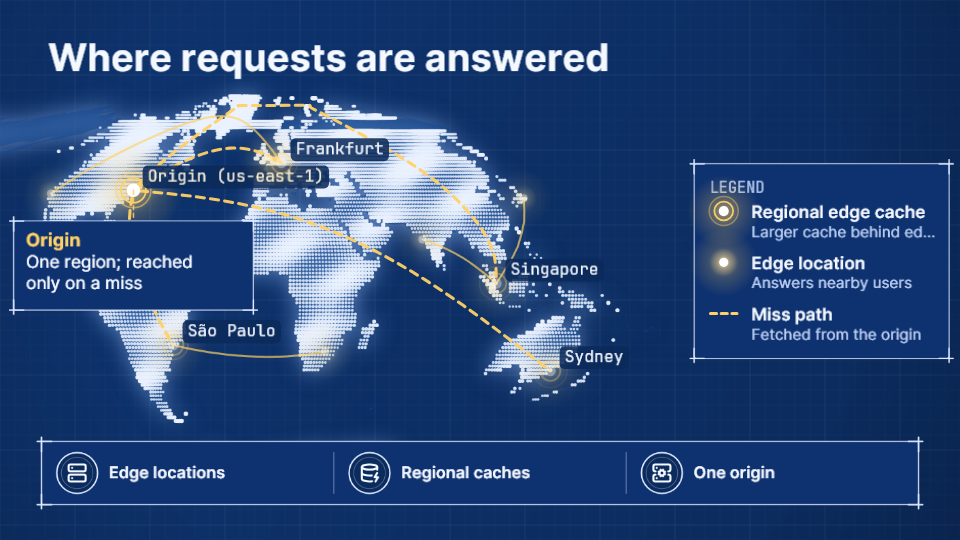 Where requests are answered
Frankfurt
Origin (us-east-1)
Origin
One region; reached
only on a miss
Singapore
São Paulo
Sydney
LEGEND
Regional edge cache
Larger cache behind ed...
Edge location
Answers nearby users
Miss path
Fetched from the origin
Edge locations
Regional caches
One origin